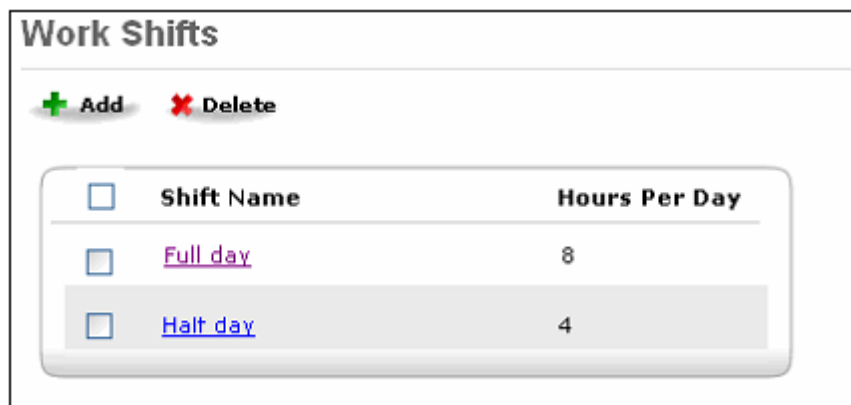 Work Shifts
Add Delete
Shift Name Hours Per Day
Full day 8
Half day 4